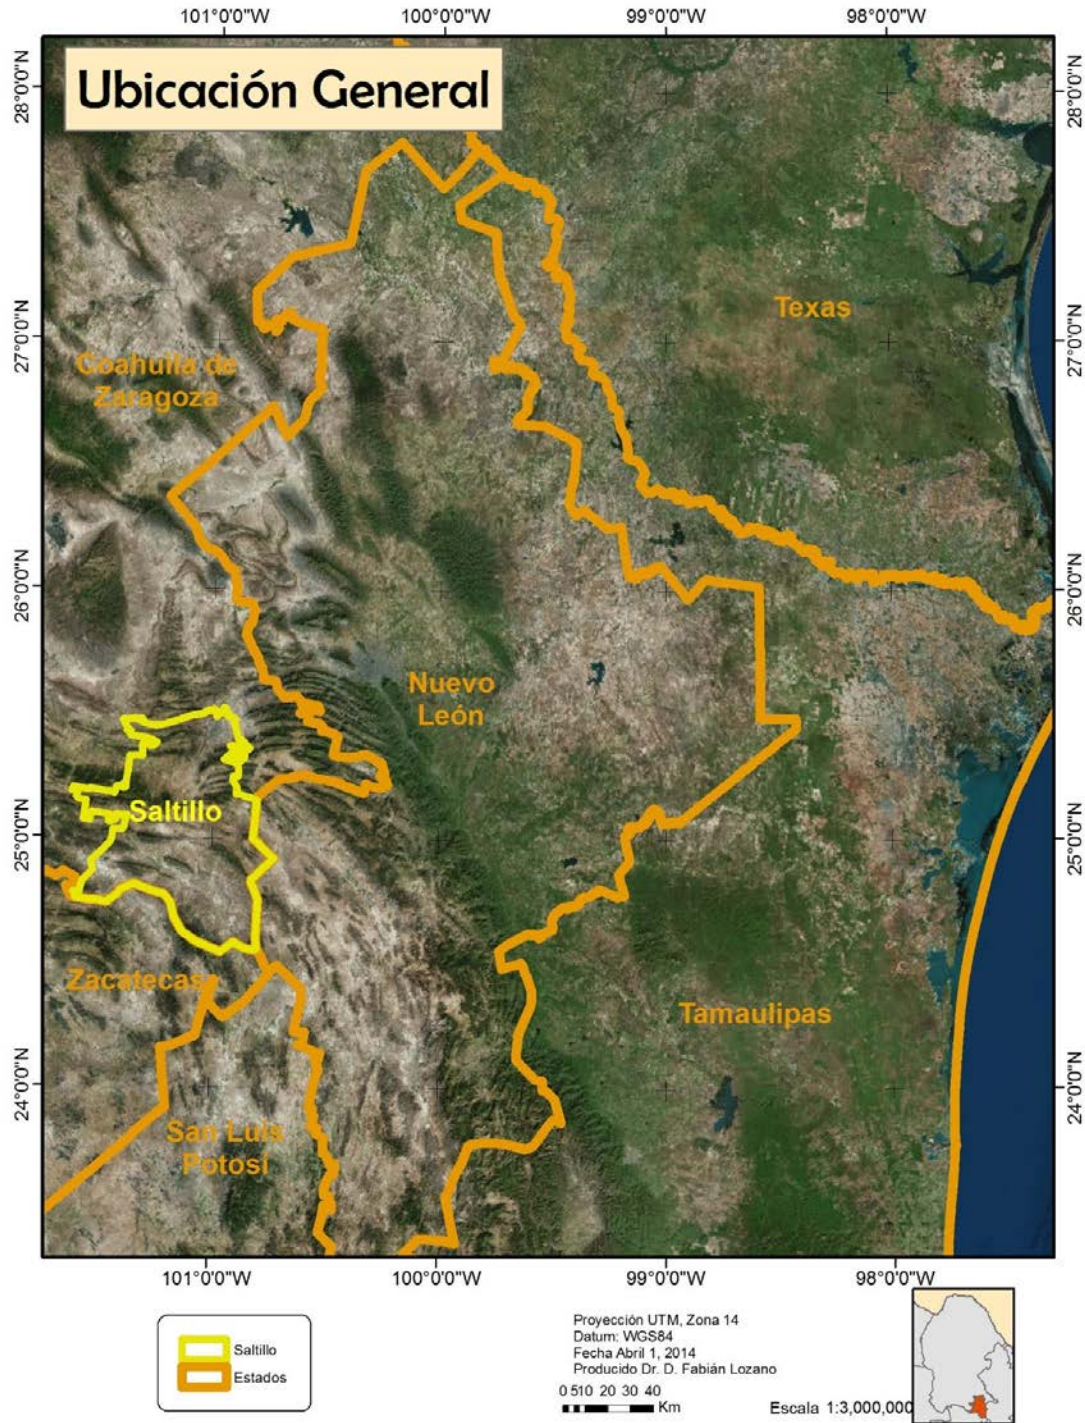 101°0'0"W 100°0'0"W 99°0'0"W 98°0'0"W
Ubicación General
28°0'0"N
28°0'0"N
Texas
27°0'0"N
27°0'0"N
Coahuila de
Zaragoza
26°0'0"N
26°0'0"N
Nuevo
León
Saltillo
25°0'0"N
25°0'0"N
Zacatecas
Tamaulipas
24°0'0"N
24°0'0"N
San Luis
Potosí
101°0'0"W 100°0'0"W 99°0'0"W 98°0'0"W
Saltillo
Estados
Proyección UTM, Zona 14
Datum: WGS84
Fecha Abril 1, 2014
Producido Dr. D. Fabián Lozano
0 510 20 30 40
Km
Escala 1:3,000,000